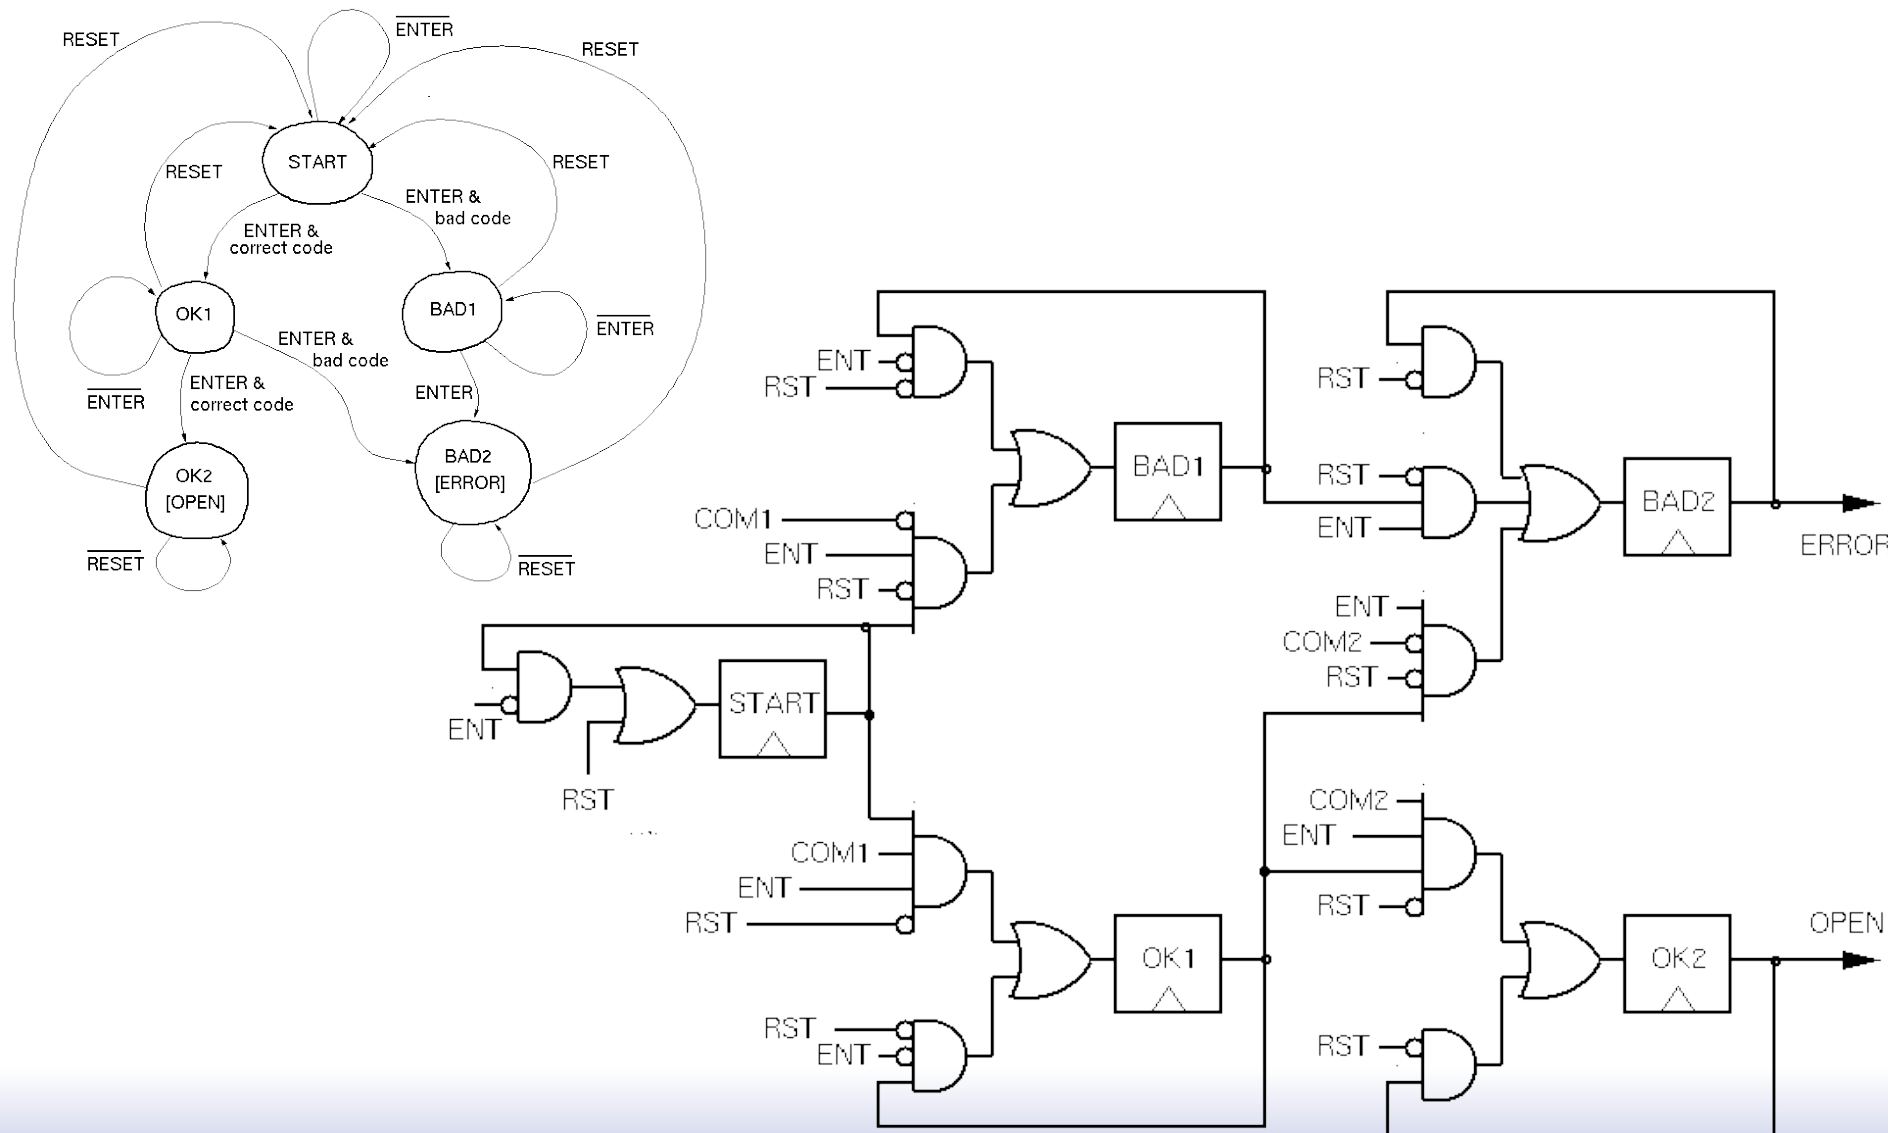 RESET
ENTER
RESET
START
RESET
RESET
ENTER &
bad code
ENTER &
correct code
OK1
BAD1
ENTER
ENTER &
bad code
ENTER
ENTER &
correct code
ENTER
OK2
[OPEN]
BAD2
[ERROR]
RESET
RESET
ENT
RST
BAD1
COM1
ENT
RST
RST
RST
ENT
BAD2
ERROR
ENT
COM2
RST
ENT
RST
START
COM1
ENT
RST
OK1
RST
ENT
COM2
ENT
RST
OK2
OPEN
RST